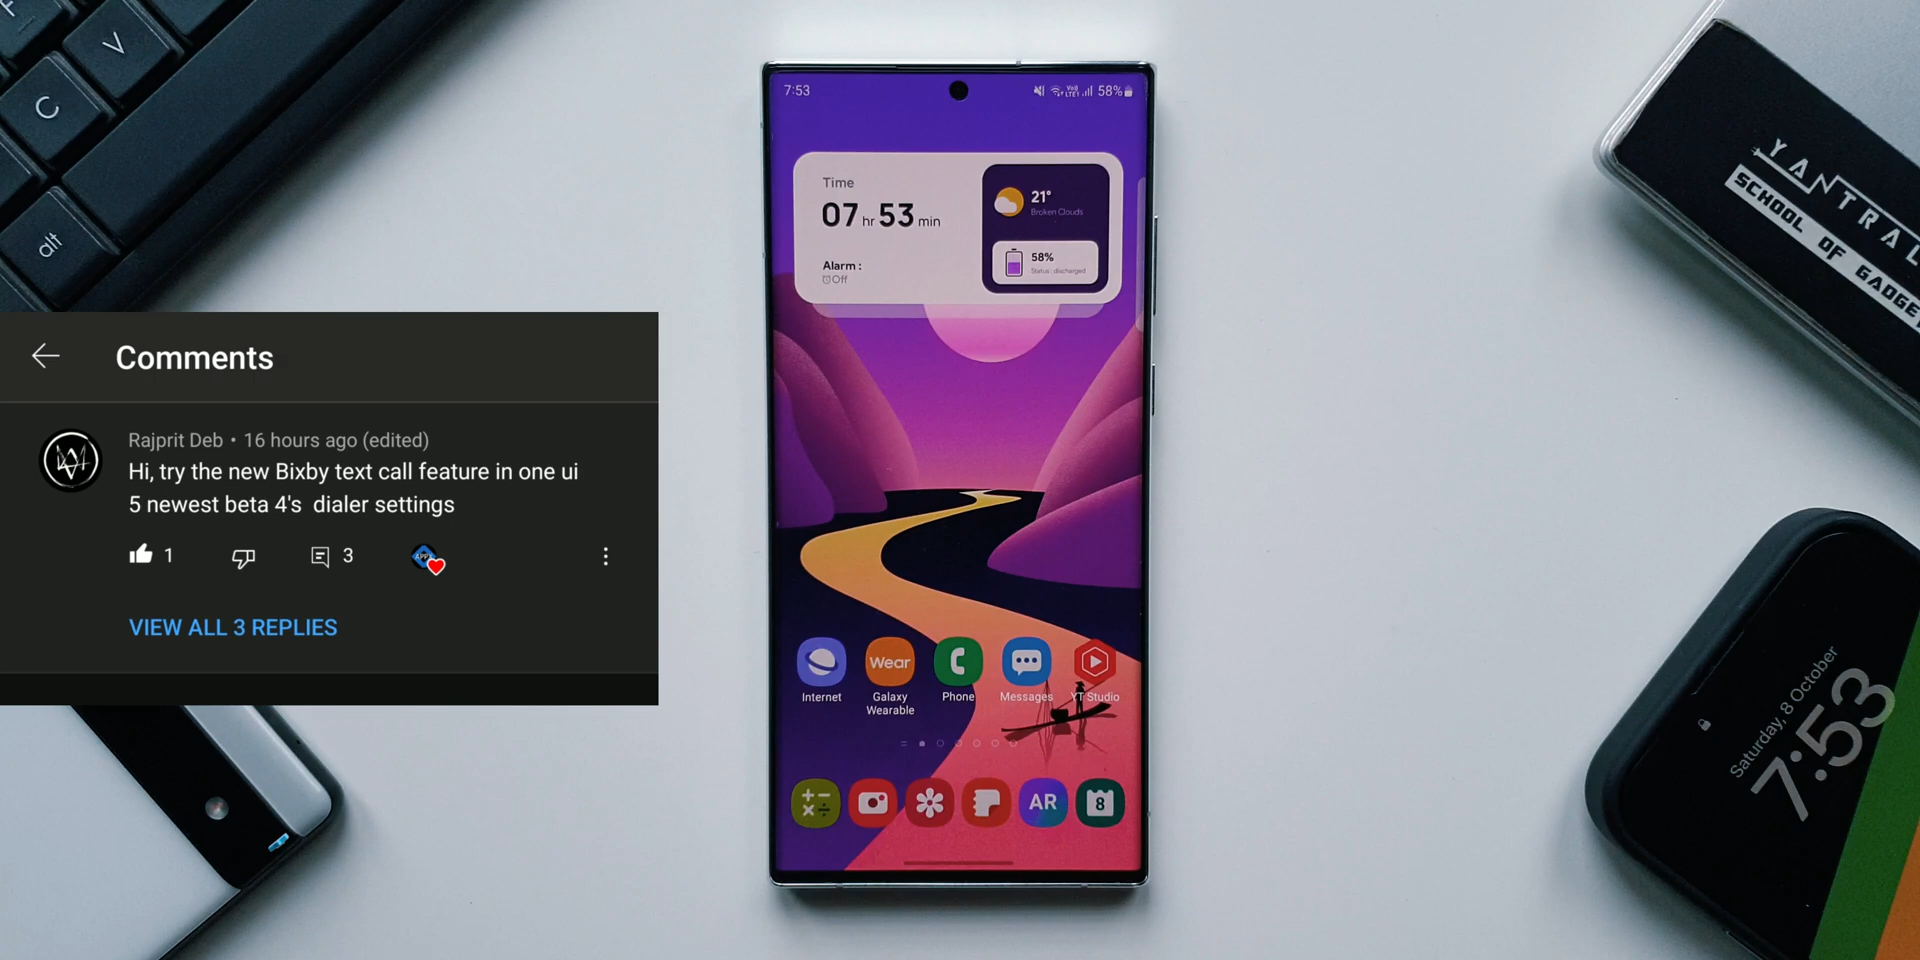 V
C
alt
Comments
Rajprit Deb • 16 hours ago (edited)
Hi, try the new Bixby text call feature in one ui
5 newest beta 4's dialer settings
1
3
VIEW ALL 3 REPLIES
7:53
58%
Time
07 hr 53 min
Alarm :
Off
21°
Broken Clouds
58%
Status : discharged
Wear
Internet
Galaxy
Wearable
Phone
Messages
YT Studio
AR
8
YANTRAL
SCHOOL OF GADGE
Saturday, 8 October
7:53